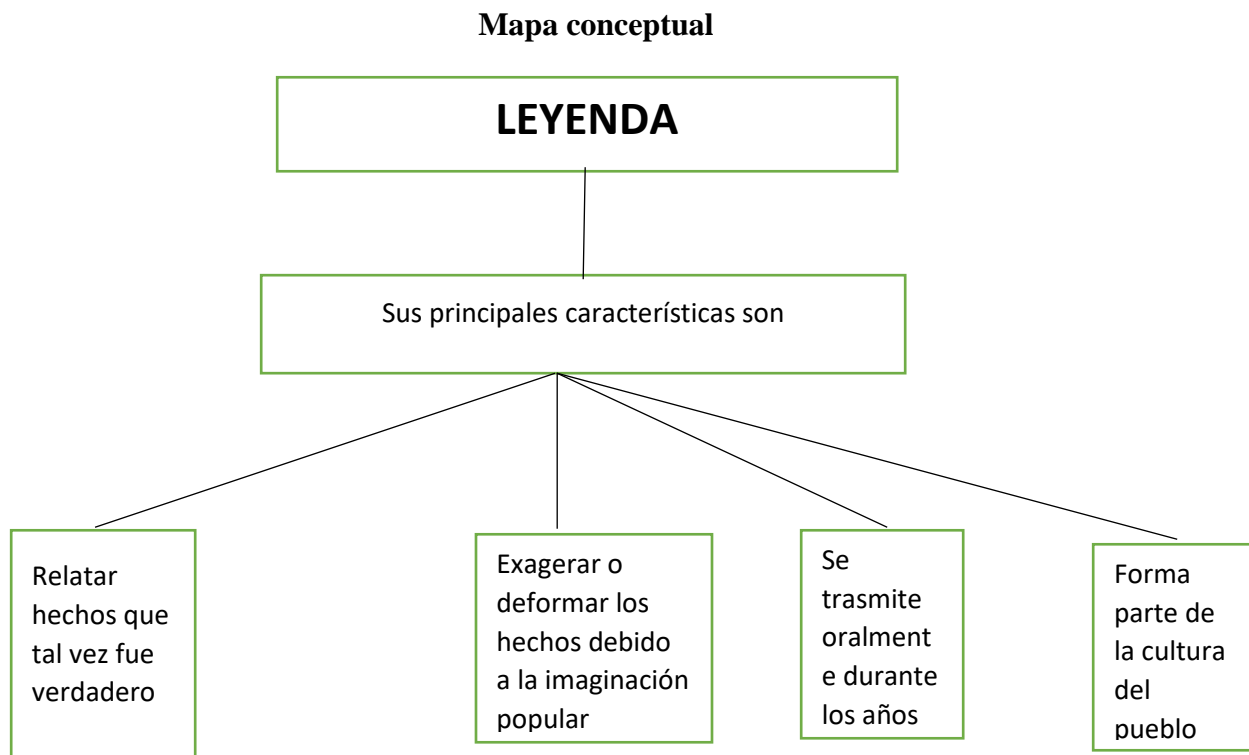 Mapa conceptual
LEYENDA
Sus principales característícas son
Relatar
hechos que
tal vez fue
verdadero
Exagerar o
deformar los
hechos debido
a la imaginación
popular
Se
trasmite
oralment
e durante
los años
Forma
parte de
la cultura
del
pueblo